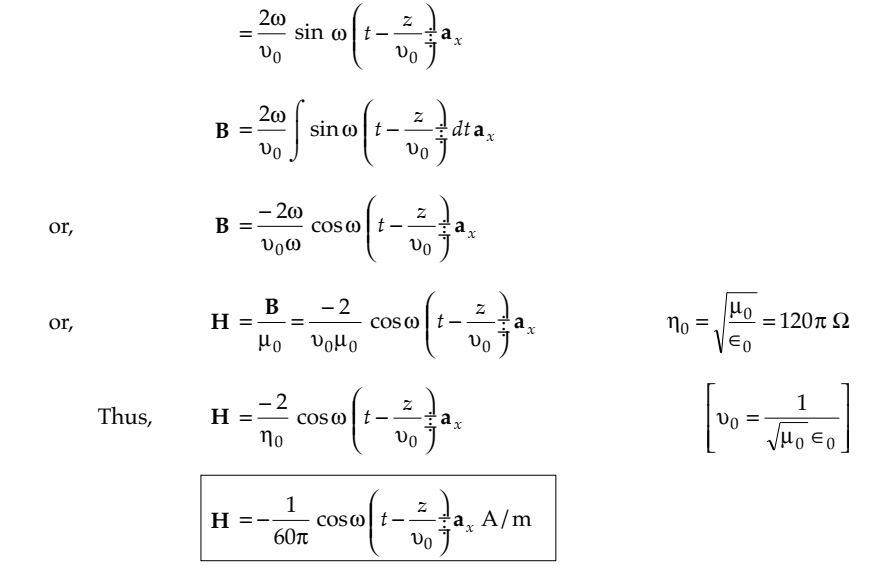 = 2ω/υ₀ sin ω(t − z/υ₀)÷ aₓ
B = 2ω/υ₀ ∫ sin ω(t − z/υ₀)÷ dt aₓ
or, B = −2ω/υ₀ω cos ω(t − z/υ₀)÷ aₓ
or, H = B/μ₀ = −2/υ₀μ₀ cos ω(t − z/υ₀)÷ aₓ η₀ = √(μ₀/∈₀) = 120π Ω
Thus, H = −2/η₀ cos ω(t − z/υ₀)÷ aₓ [υ₀ = 1/√μ₀ ∈₀]
H = −1/60π cos ω(t − z/υ₀)÷ aₓ A/m